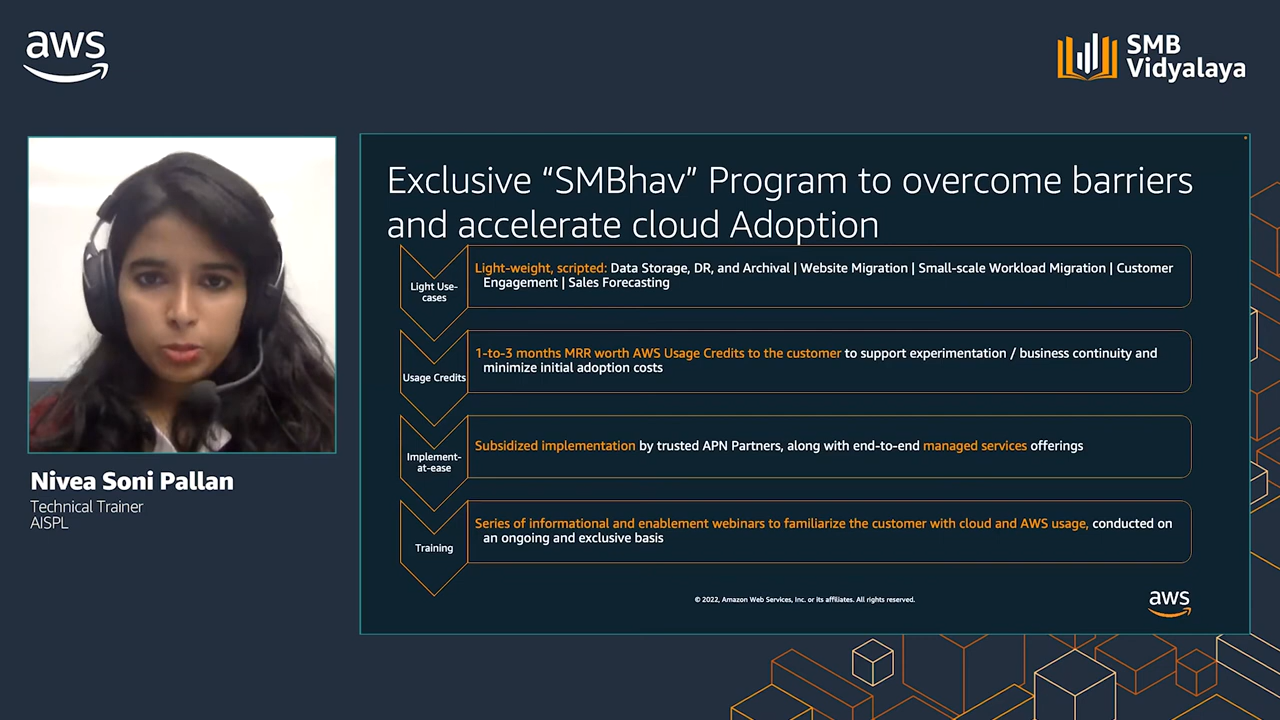 aws
SMB
Vidyalaya
Exclusive “SMBhav” Program to overcome barriers
and accelerate cloud Adoption
Light Use-
cases
Light-weight, scripted: Data Storage, DR, and Archival | Website Migration | Small-scale Workload Migration | Customer
Engagement | Sales Forecasting
Usage Credits
1-to-3 months MRR worth AWS Usage Credits to the customer to support experimentation / business continuity and
minimize initial adoption costs
Implement-
at-ease
Subsidized implementation by trusted APN Partners, along with end-to-end managed services offerings
Training
Series of informational and enablement webinars to familiarize the customer with cloud and AWS usage, conducted on
an ongoing and exclusive basis
© 2022, Amazon Web Services, Inc. or its affiliates. All rights reserved.
aws
Nivea Soni Pallan
Technical Trainer
AISPL